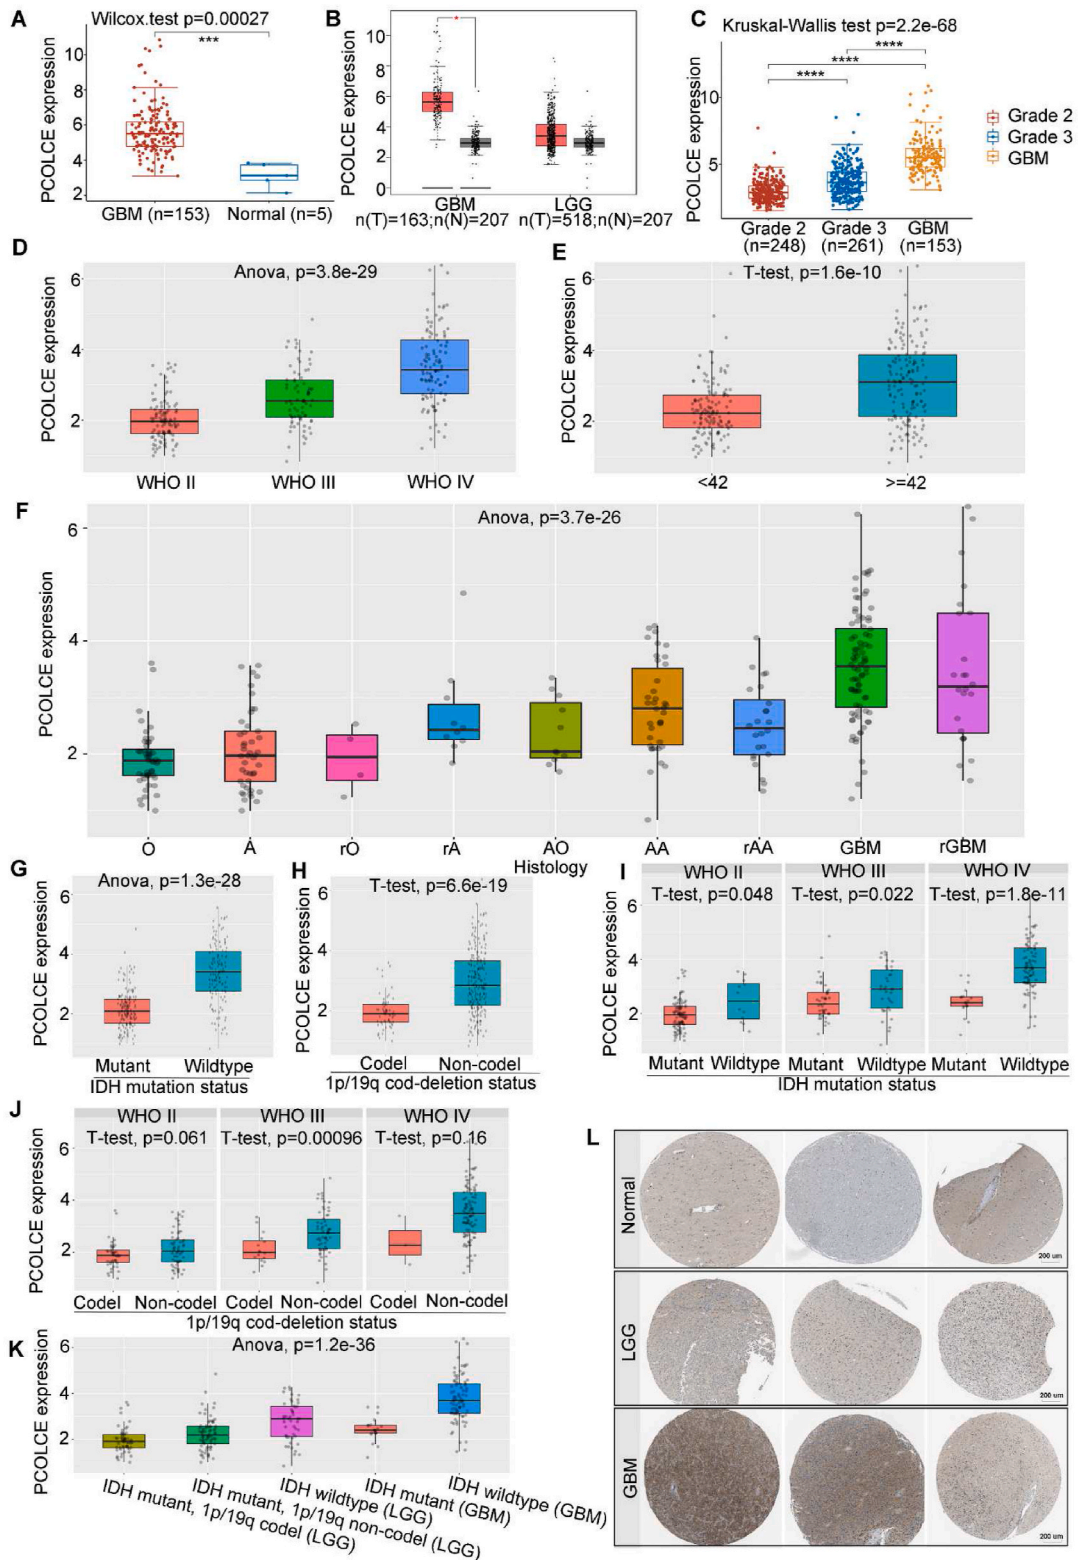 A
Wilcox.test p=0.00027
***
PCOLCE expression
10
8
6
4
2
GBM (n=153)
Normal (n=5)
B
*
PCOLCE expression
10
8
6
4
2
0
GBM
LGG
n(T)=163;n(N)=207
n(T)=518;n(N)=207
C
Kruskal-Wallis test p=2.2e-68
****
****
****
PCOLCE expression
10
5
Grade 2
Grade 3
GBM
Grade 2
(n=248)
Grade 3
(n=261)
GBM
(n=153)
D
Anova, p=3.8e-29
PCOLCE expression
6
4
2
WHO II
WHO III
WHO IV
E
T-test, p=1.6e-10
PCOLCE expression
6
4
2
<42
>=42
F
Anova, p=3.7e-26
PCOLCE expression
6
4
2
O
A
rO
rA
AO
AA
rAA
GBM
rGBM
Histology
G
Anova, p=1.3e-28
PCOLCE expression
6
4
2
Mutant
Wildtype
IDH mutation status
H
T-test, p=6.6e-19
PCOLCE expression
6
4
2
Codel
Non-codel
1p/19q cod-deletion status
I
WHO II
WHO III
WHO IV
T-test, p=0.048
T-test, p=0.022
T-test, p=1.8e-11
PCOLCE expression
6
4
2
Mutant
Wildtype
Mutant
Wildtype
Mutant
Wildtype
IDH mutation status
J
WHO II
WHO III
WHO IV
T-test, p=0.061
T-test, p=0.00096
T-test, p=0.16
PCOLCE expression
6
4
2
Codel
Non-codel
Codel
Non-codel
Codel
Non-codel
1p/19q cod-deletion status
K
Anova, p=1.2e-36
PCOLCE expression
6
4
2
IDH mutant, 1p/19q codel (LGG)
IDH mutant, 1p/19q non-codel (LGG)
IDH wildtype (LGG)
IDH mutant (GBM)
IDH wildtype (GBM)
L
Normal
200 um
LGG
200 um
GBM
200 um